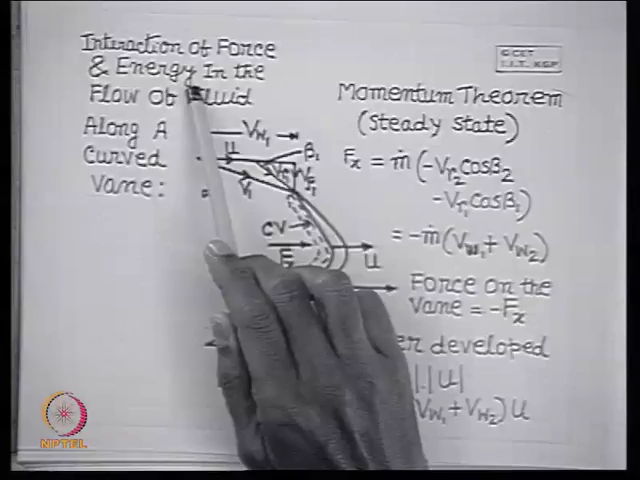 Interaction of Force
& Energy In the
Flow Of Fluid
Along A
Curved
Vane:
© CET
I.I.T. KGP
Momentum Theorem
(Steady state)
Fx = ṁ(-Vr2 cosβ2
-Vr1 cosβ1)
= -ṁ(Vw1 + Vw2)
Force on the
Vane = -Fx
developed
|.|U|
Vw1 + Vw2) U
Vw1
U
β1
V1
CV
F
U
NPTEL